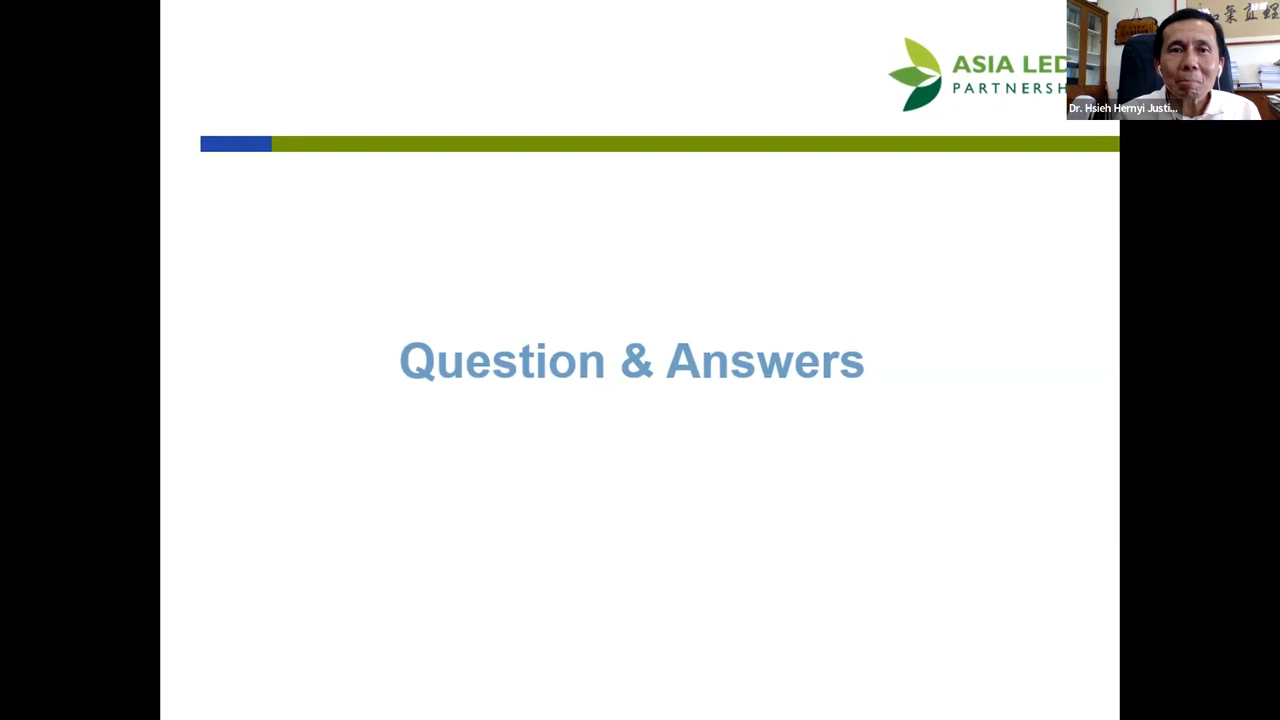 ASIA LED
PARTNERSH
Dr. Hsieh Hernyi Justi...
Question & Answers